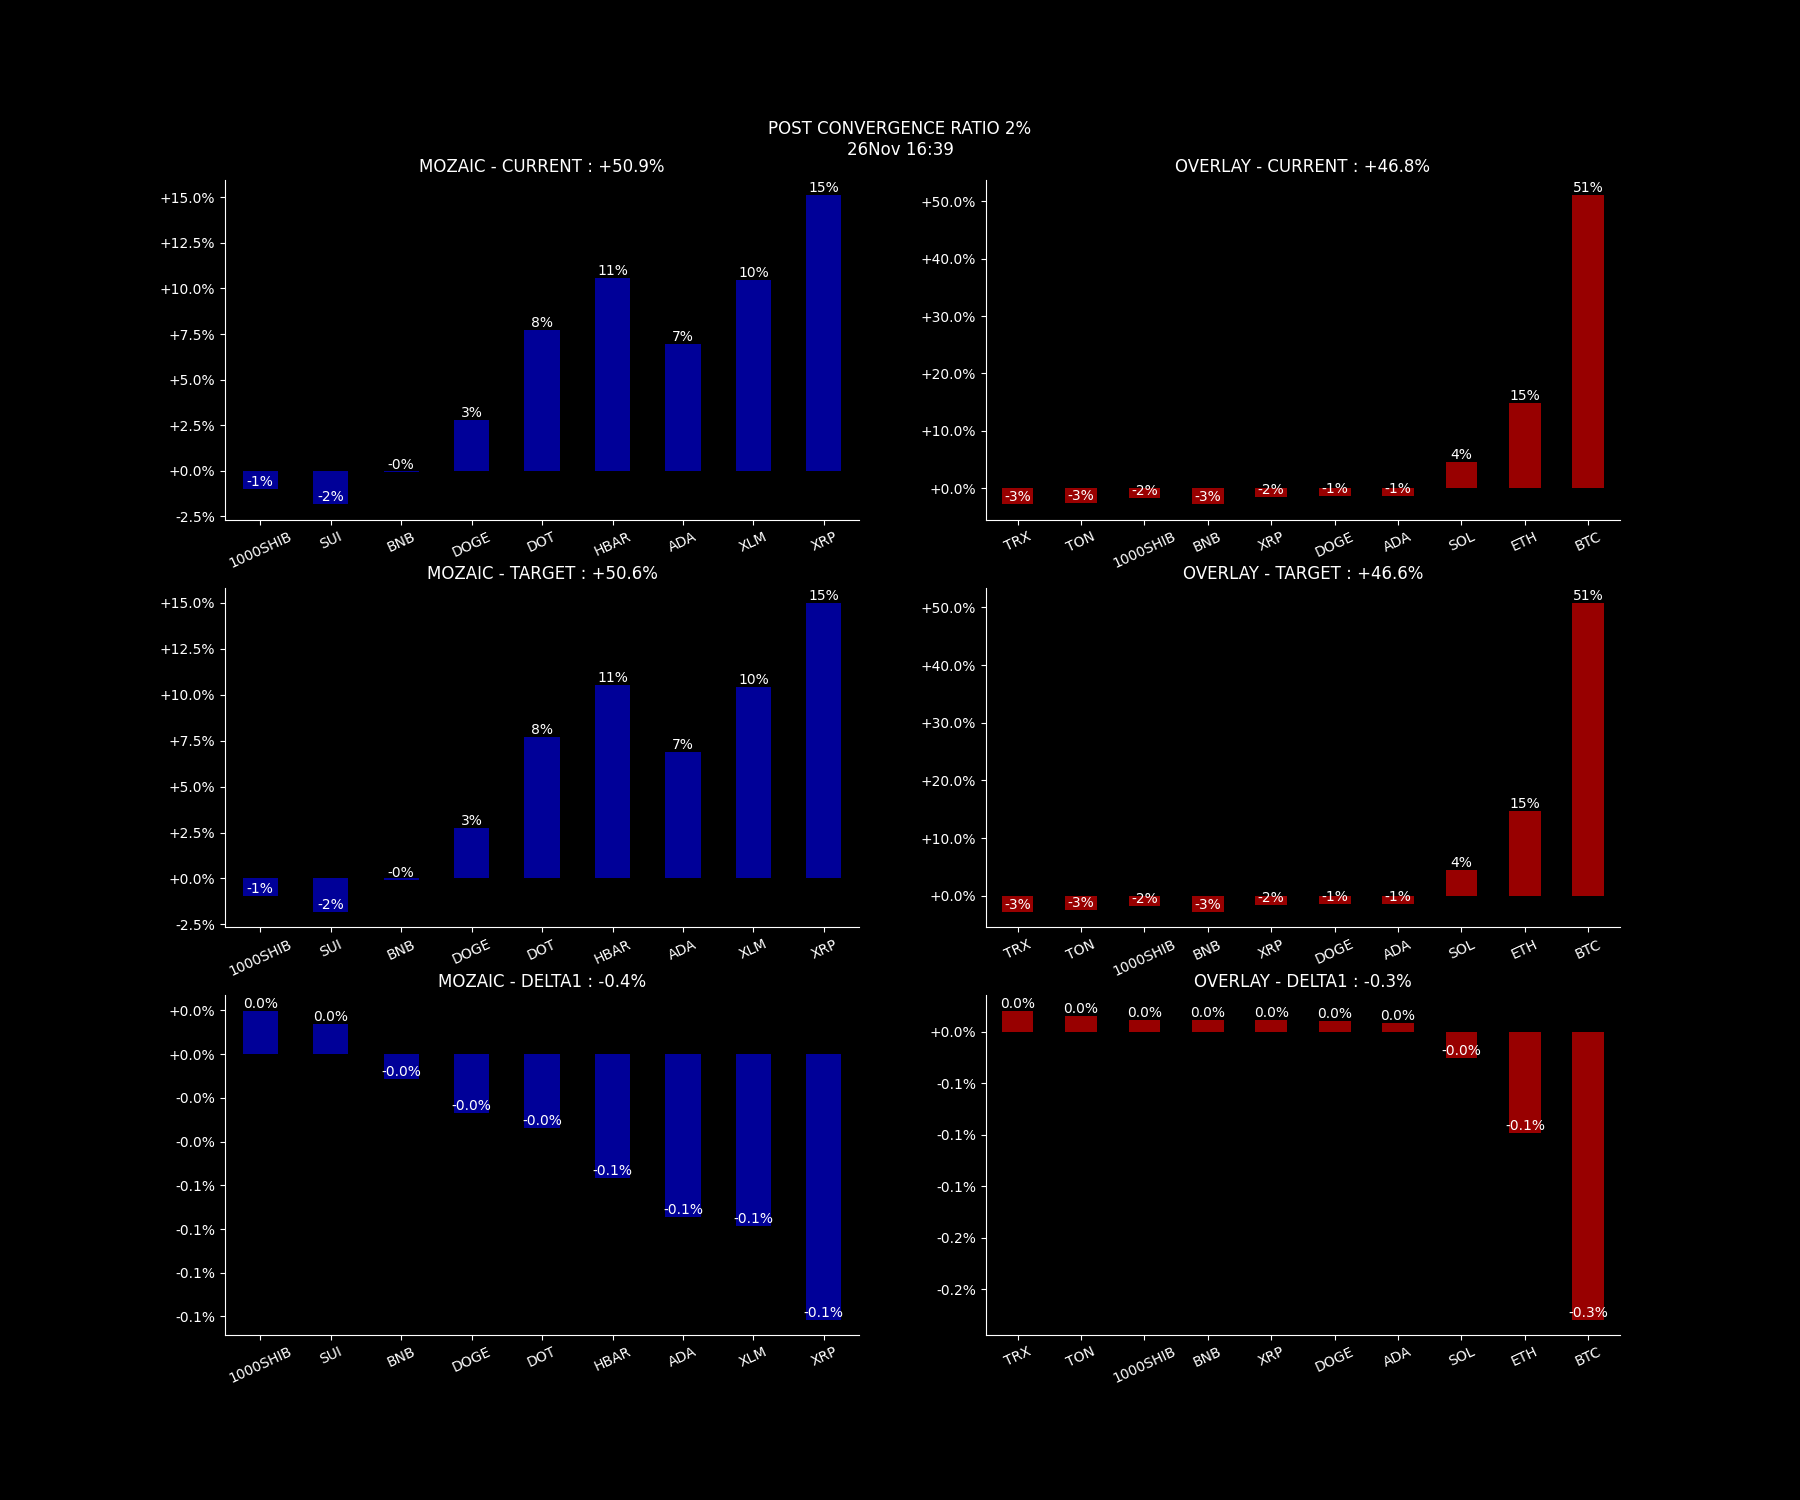 POST CONVERGENCE RATIO 2%
26Nov 16:39
MOZAIC - CURRENT : +50.9%
+15.0%
+12.5%
+10.0%
+7.5%
+5.0%
+2.5%
+0.0%
-2.5%
-1%
-2%
-0%
3%
8%
11%
7%
10%
15%
1000SHIB
SUI
BNB
DOGE
DOT
HBAR
ADA
XLM
XRP
OVERLAY - CURRENT : +46.8%
+50.0%
+40.0%
+30.0%
+20.0%
+10.0%
+0.0%
-3%
-3%
-2%
-3%
-2%
-1%
-1%
4%
15%
51%
TRX
TON
1000SHIB
BNB
XRP
DOGE
ADA
SOL
ETH
BTC
MOZAIC - TARGET : +50.6%
+15.0%
+12.5%
+10.0%
+7.5%
+5.0%
+2.5%
+0.0%
-2.5%
-1%
-2%
-0%
3%
8%
11%
7%
10%
15%
1000SHIB
SUI
BNB
DOGE
DOT
HBAR
ADA
XLM
XRP
OVERLAY - TARGET : +46.6%
+50.0%
+40.0%
+30.0%
+20.0%
+10.0%
+0.0%
-3%
-3%
-2%
-3%
-2%
-1%
-1%
4%
15%
51%
TRX
TON
1000SHIB
BNB
XRP
DOGE
ADA
SOL
ETH
BTC
MOZAIC - DELTA1 : -0.4%
+0.0%
+0.0%
-0.0%
-0.0%
-0.1%
-0.1%
-0.1%
-0.1%
0.0%
0.0%
-0.0%
-0.0%
-0.0%
-0.1%
-0.1%
-0.1%
-0.1%
1000SHIB
SUI
BNB
DOGE
DOT
HBAR
ADA
XLM
XRP
OVERLAY - DELTA1 : -0.3%
+0.0%
-0.1%
-0.1%
-0.1%
-0.2%
-0.2%
0.0%
0.0%
0.0%
0.0%
0.0%
0.0%
0.0%
-0.0%
-0.1%
-0.3%
TRX
TON
1000SHIB
BNB
XRP
DOGE
ADA
SOL
ETH
BTC